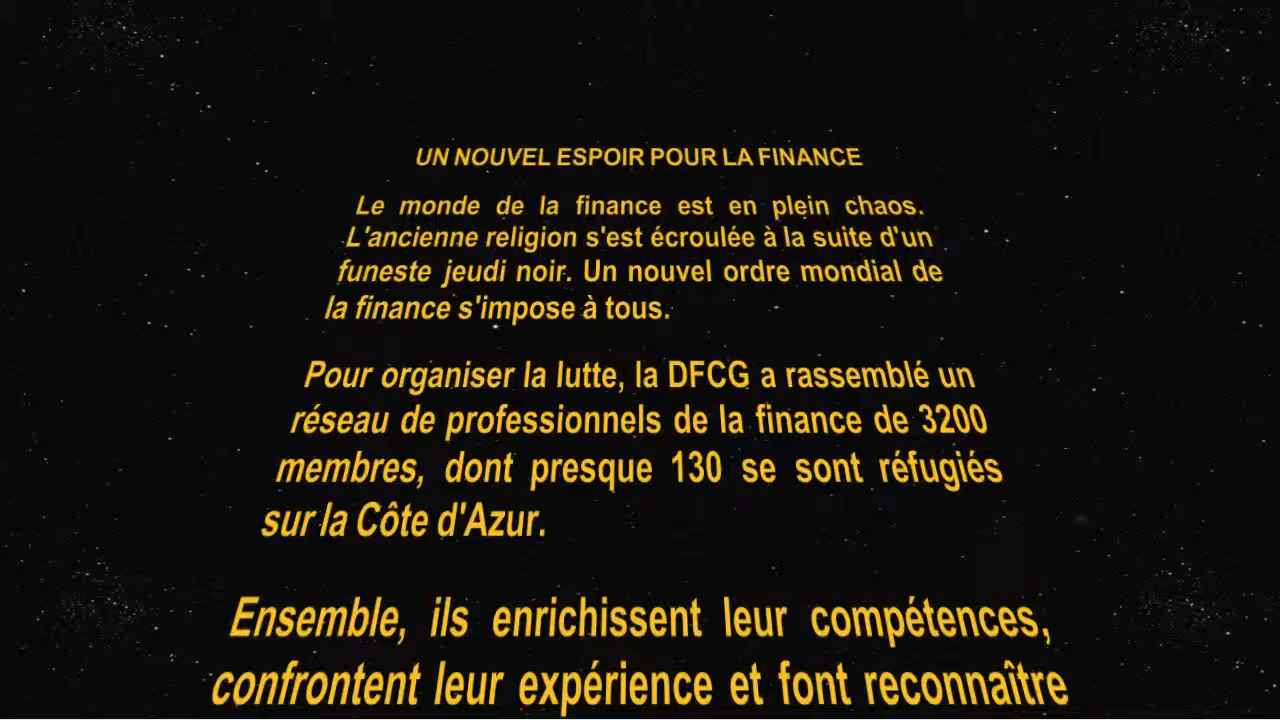 UN NOUVEL ESPOIR POUR LA FINANCE
Le monde de la finance est en plein chaos.
L'ancienne religion s'est écroulée à la suite d'un
funeste jeudi noir. Un nouvel ordre mondial de
la finance s'impose à tous.
Pour organiser la lutte, la DFCG a rassemblé un
réseau de professionnels de la finance de 3200
membres, dont presque 130 se sont réfugiés
sur la Côte d'Azur.
Ensemble, ils enrichissent leur compétences,
confrontent leur expérience et font reconnaître